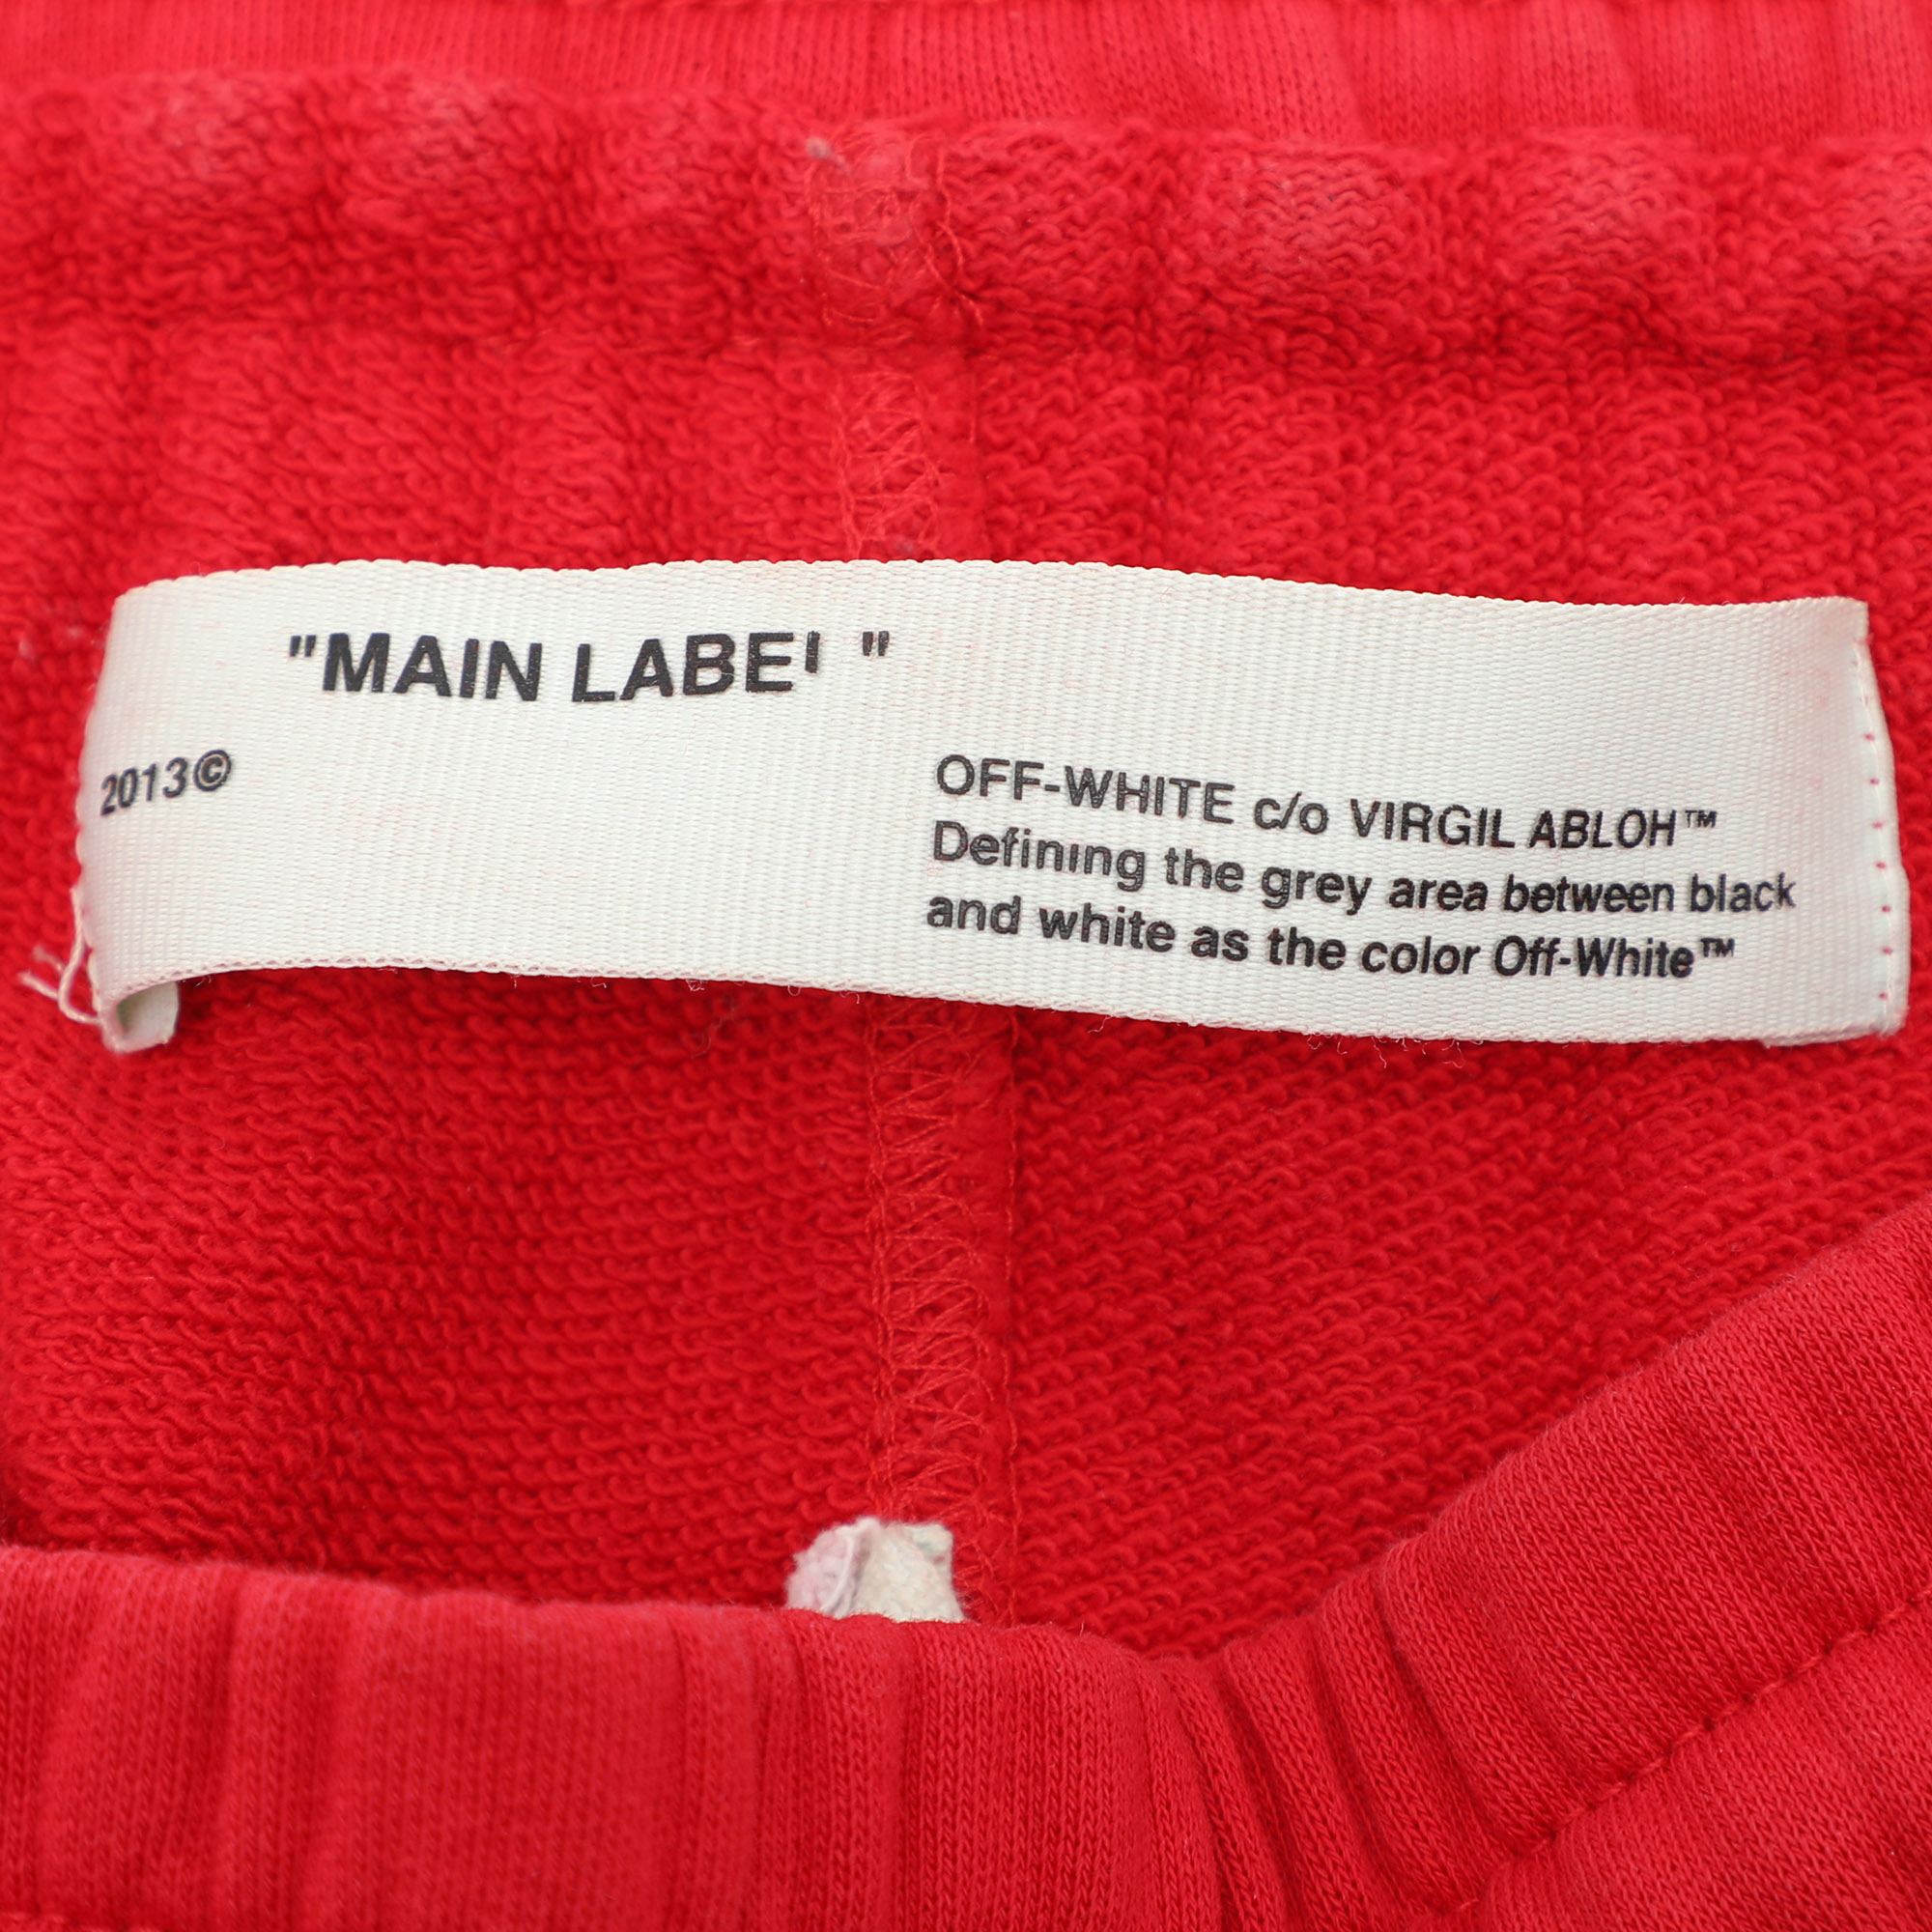 "MAIN LABEL"
2013©
OFF-WHITE c/o VIRGIL ABLOH™
Defining the grey area between black
and white as the color Off-White™